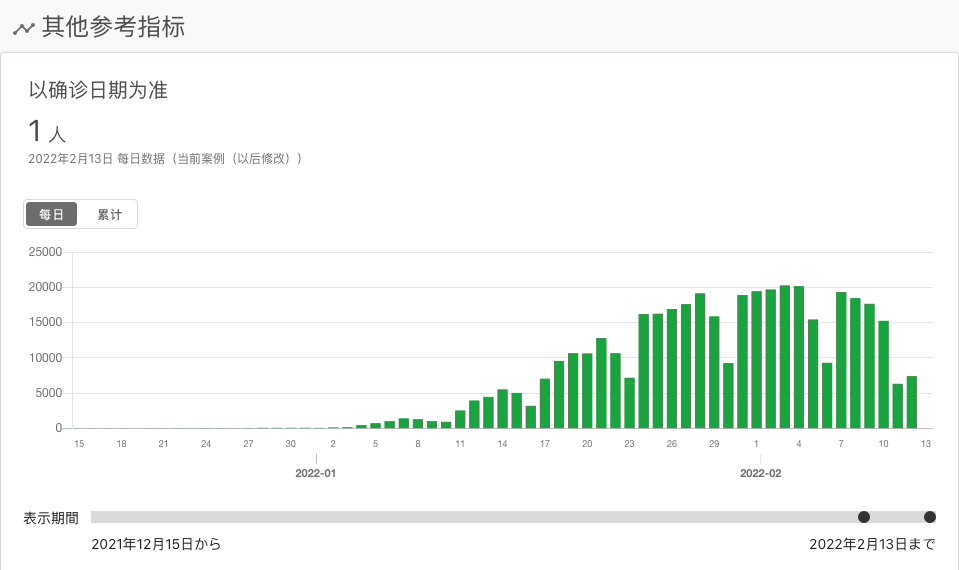 其他参考指标
以确诊日期为准
1 人
2022年2月13日 每日数据（当前案例（以后修改））
每日 累计
25000
20000
15000
10000
5000
0
15 18 21 24 27 30 2 5 8 11 14 17 20 23 26 29 1 4 7 10 13
2022-01 2022-02
表示期間
2021年12月15日から 2022年2月13日まで